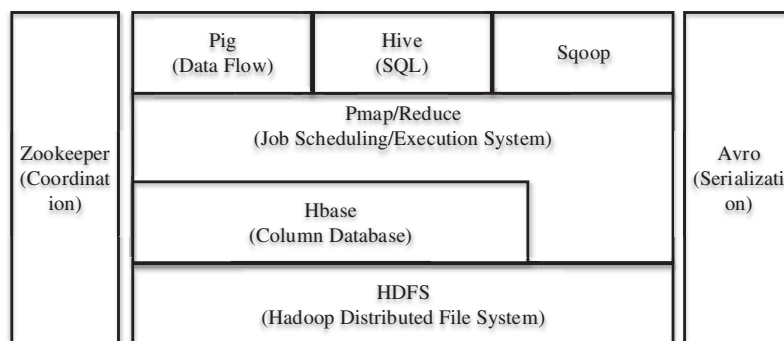 Zookeeper
(Coordinat
ion)
Pig
(Data Flow)
Hive
(SQL)
Sqoop
Pmap/Reduce
(Job Scheduling/Execution System)
Hbase
(Column Database)
HDFS
(Hadoop Distributed File System)
Avro
(Serializati
on)